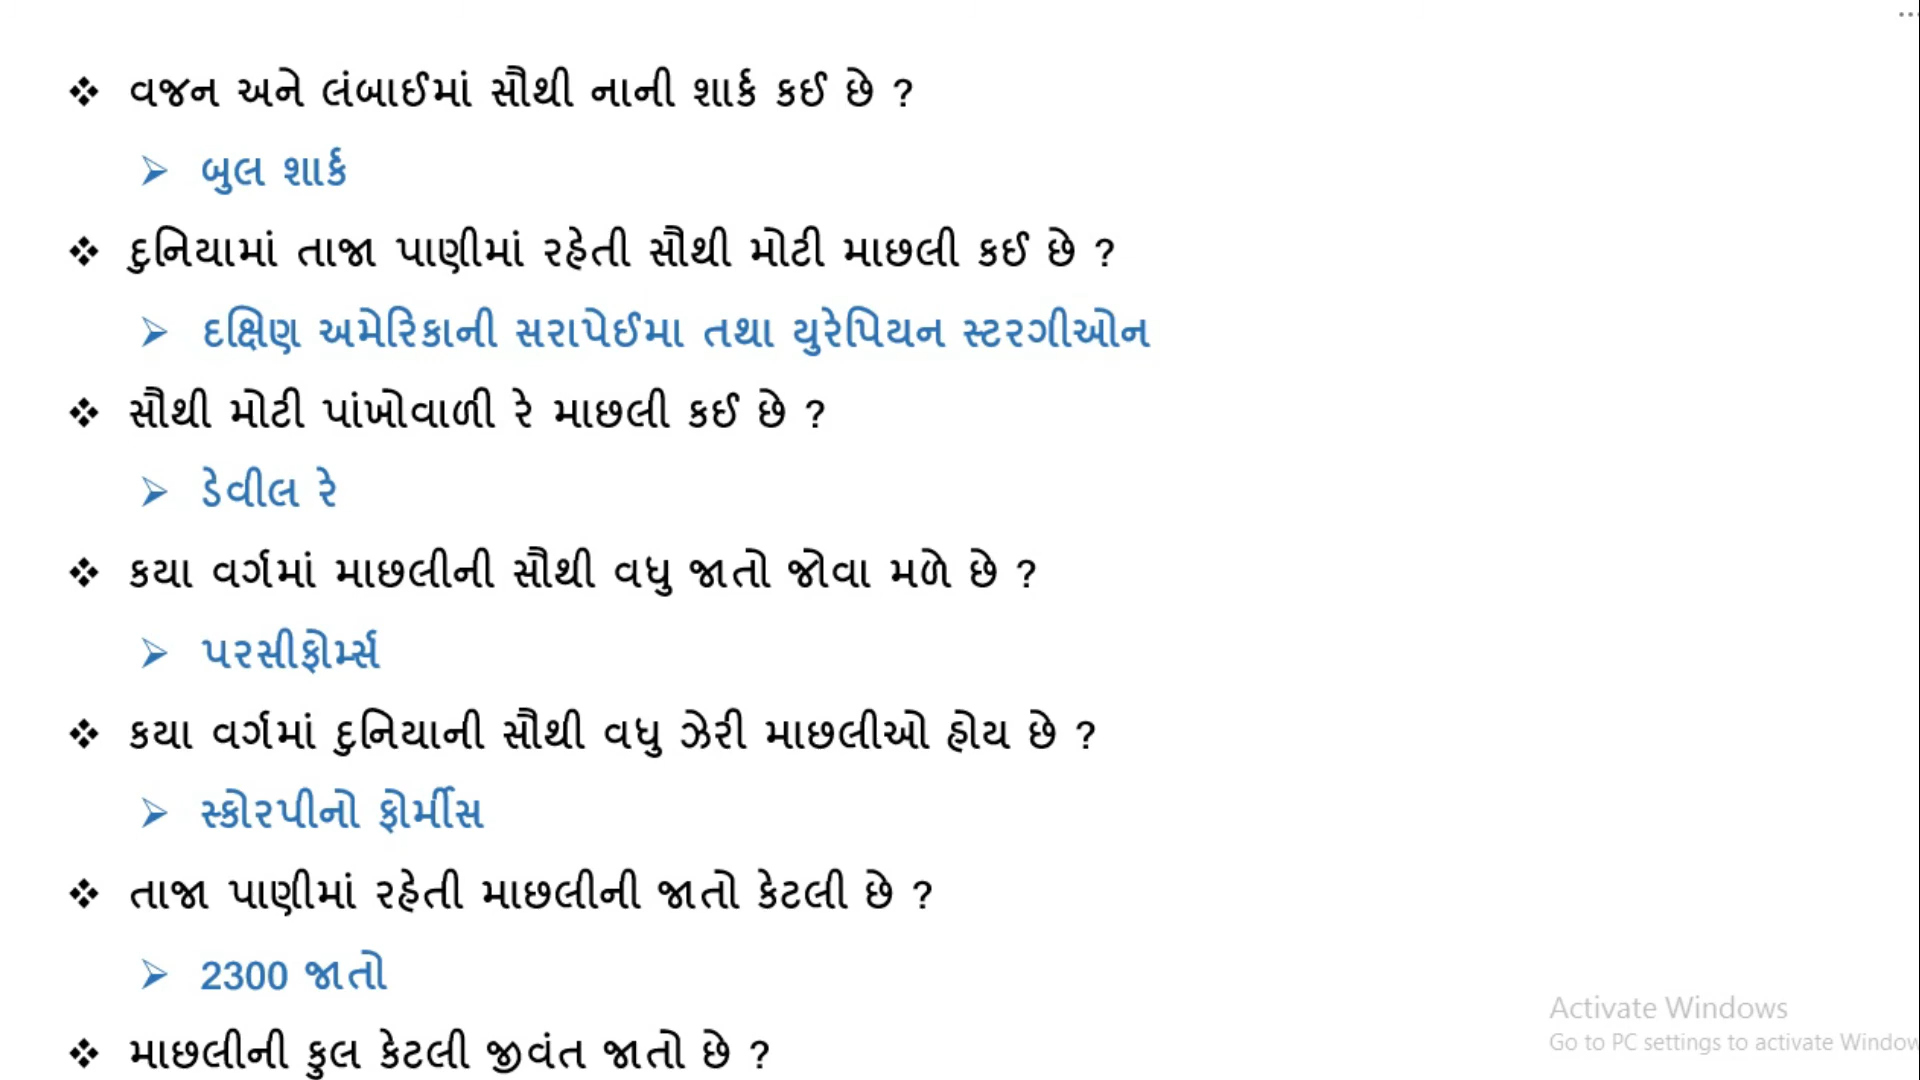 ❖ વજન અને લંબાઈમાં સૌથી નાની શાર્ક કઈ છે ?
➢ બુલ શાર્ક
❖ દુનિયામાં તાજા પાણીમાં રહેતી સૌથી મોટી માછલી કઈ છે ?
➢ દક્ષિણ અમેરિકાની સરાપેઈમા તથા યુરેપિયન સ્ટરગીઓન
❖ સૌથી મોટી પાંખોવાળી રે માછલી કઈ છે ?
➢ ડેવીલ રે
❖ કયા વર્ગમાં માછલીની સૌથી વધુ જાતો જોવા મળે છે ?
➢ પરસીફોર્મ્સ
❖ કયા વર્ગમાં દુનિયાની સૌથી વધુ ઝેરી માછલીઓ હોય છે ?
➢ સ્કોરપીનો ફોર્મીસ
❖ તાજા પાણીમાં રહેતી માછલીની જાતો કેટલી છે ?
➢ 2300 જાતો
❖ માછલીની કુલ કેટલી જીવંત જાતો છે ?
Activate Windows
Go to PC settings to activate Window